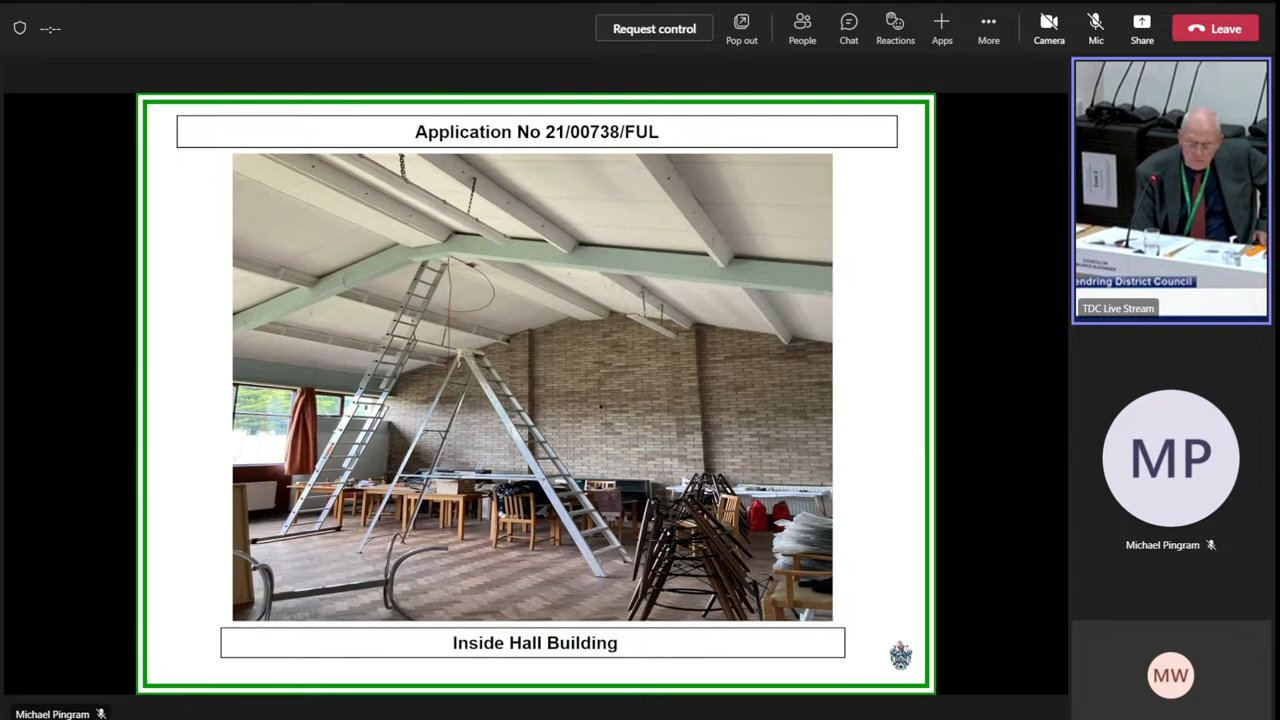 --:--
Request control
Pop out
People
Chat
Reactions
Apps
More
Camera
Mic
Share
Leave
Application No 21/00738/FUL
Inside Hall Building
COUNCILLOR
endring District Council
TDC Live Stream
MP
Michael Pingram
MW
Michael Pingram